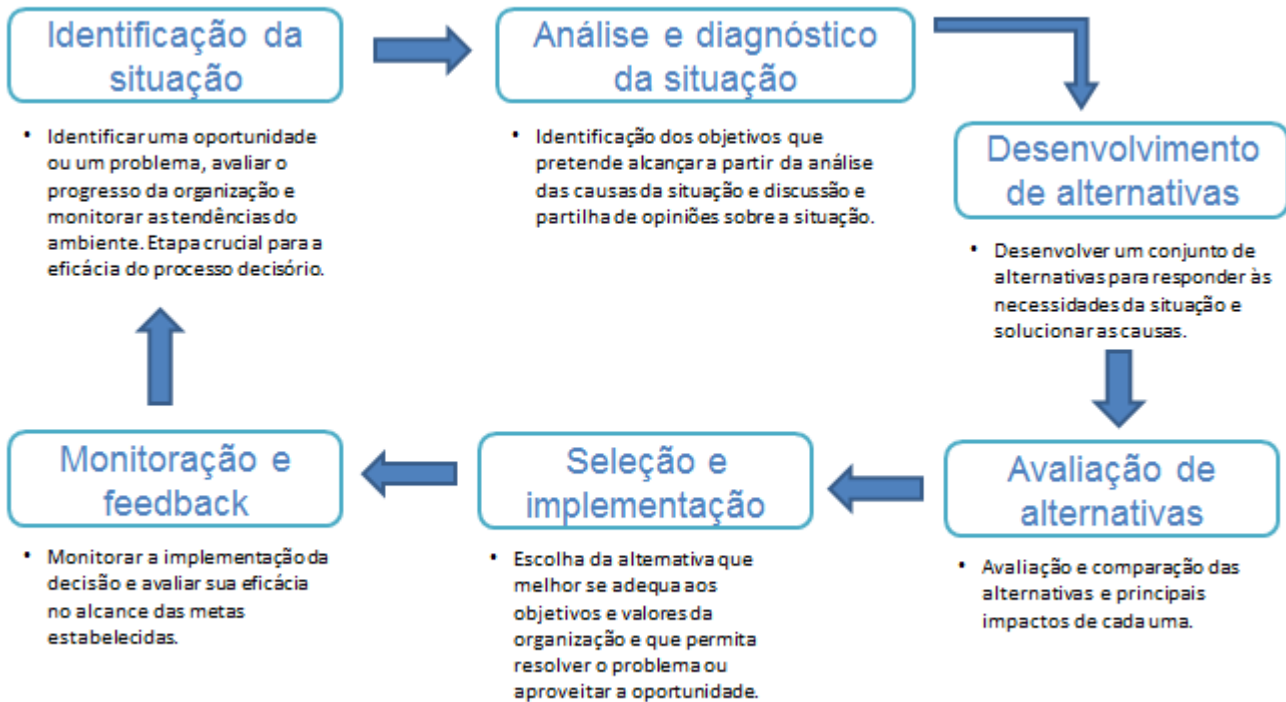 Identificação da
situação
• Identificar uma oportunidade
ou um problema, avaliar o
progresso da organização e
monitorar as tendências do
ambiente. Etapa crucial para a
eficácia do processo decisório.
Análise e diagnóstico
da situação
• Identificação dos objetivos que
pretende alcançar a partir da análise
das causas da situação e discussão e
partilha de opiniões sobre a situação.
Desenvolvimento
de alternativas
• Desenvolver um conjunto de
alternativas para responder às
necessidades da situação e
solucionar as causas.
Avaliação de
alternativas
• Avaliação e comparação das
alternativas e principais
impactos de cada uma.
Seleção e
implementação
• Escolha da alternativa que
melhor se adequa aos
objetivos e valores da
organização e que permita
resolver o problema ou
aproveitar a oportunidade.
Monitoração e
feedback
• Monitorar a implementação da
decisão e avaliar sua eficácia
no alcance das metas
estabelecidas.